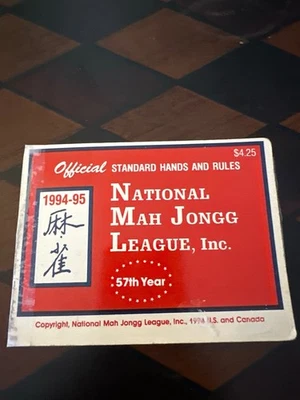 $4.25
Official STANDARD HANDS AND RULES
1994-95
麻雀
NATIONAL
MAH JONGG
LEAGUE, Inc.
57th Year
Copyright, National Mah Jongg League, Inc., 1994 U.S. and Canada